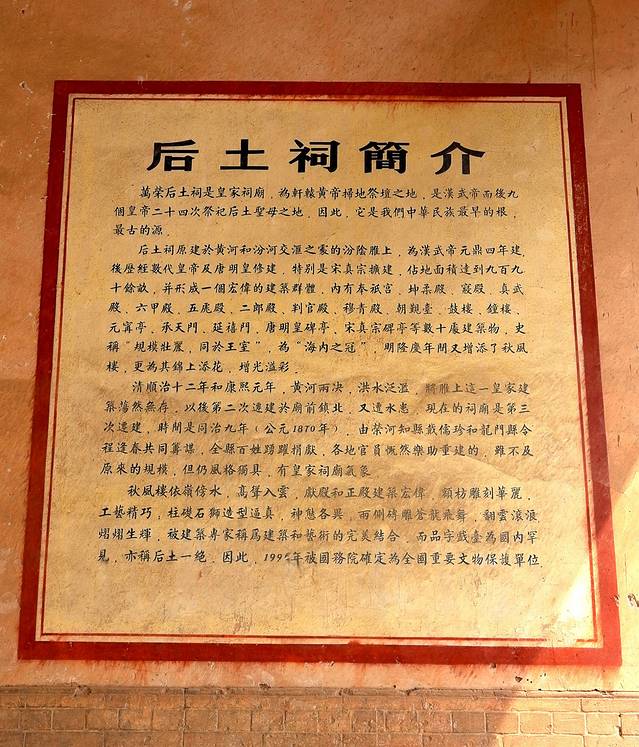 后土祠簡介
萬榮后土祠是皇家祠廟，為軒轅黃帝掃地祭壇之地，是漢武帝而後九
個皇帝二十四次祭祀后土聖母之地，因此，它是我們中華民族最早的根，
最古的源。
后土祠原建於黃河和汾河交滙之家的汾陰脽上，為漢武帝元鼎四年建，
後歷經數代皇帝及唐明皇修建，特別是宋真宗擴建，佔地面積達到九百九
十餘畝，并形成一個宏偉的建築群體，内有奉祇宮，坤柔殿、寢殿、真武
殿、六甲殿、五虎殿、二郎殿、判官殿、穆青殿、朝覲臺、鼓樓、鐘樓、
元宵亭、承天門、延禧門、唐明皇碑亭、宋真宗碑亭等數十處建築物，史
稱"規模壯麗，同於王室"，為"海内之冠" 明隆慶年間又增添了秋風
樓，更為其錦上添花，增光溢彩。
清順治十二年和康熙元年，黃河兩決，洪水泛濫，將脽上這一皇家建
築蕩然無存，以後第二次遷建於廟前鎮北，又遭水患，現在的祠廟是第三
次遷建，時間是同治九年（公元1870年），由榮河知縣戴儒珍和龍門縣令
程逢春共同籌謀，全縣百姓踴躍捐獻，各地官員慨然樂助重建的，雖不及
原來的規模，但仍風格獨具，有皇家祠廟氣象
秋風樓依嶺傍水，高聳入雲，獻殿和正殿建築宏偉，額枋雕刻華麗，
工藝精巧；柱礎石獅造型逼真，神態各異，兩側磚雕蒼龍飛舞，翻雲滾浪
熠熠生輝，被建築專家稱爲建築和藝術的完美結合，而品字戲臺為國内罕
見，亦稱后土一絶，因此，199年被國務院確定為全國重要文物保護單位